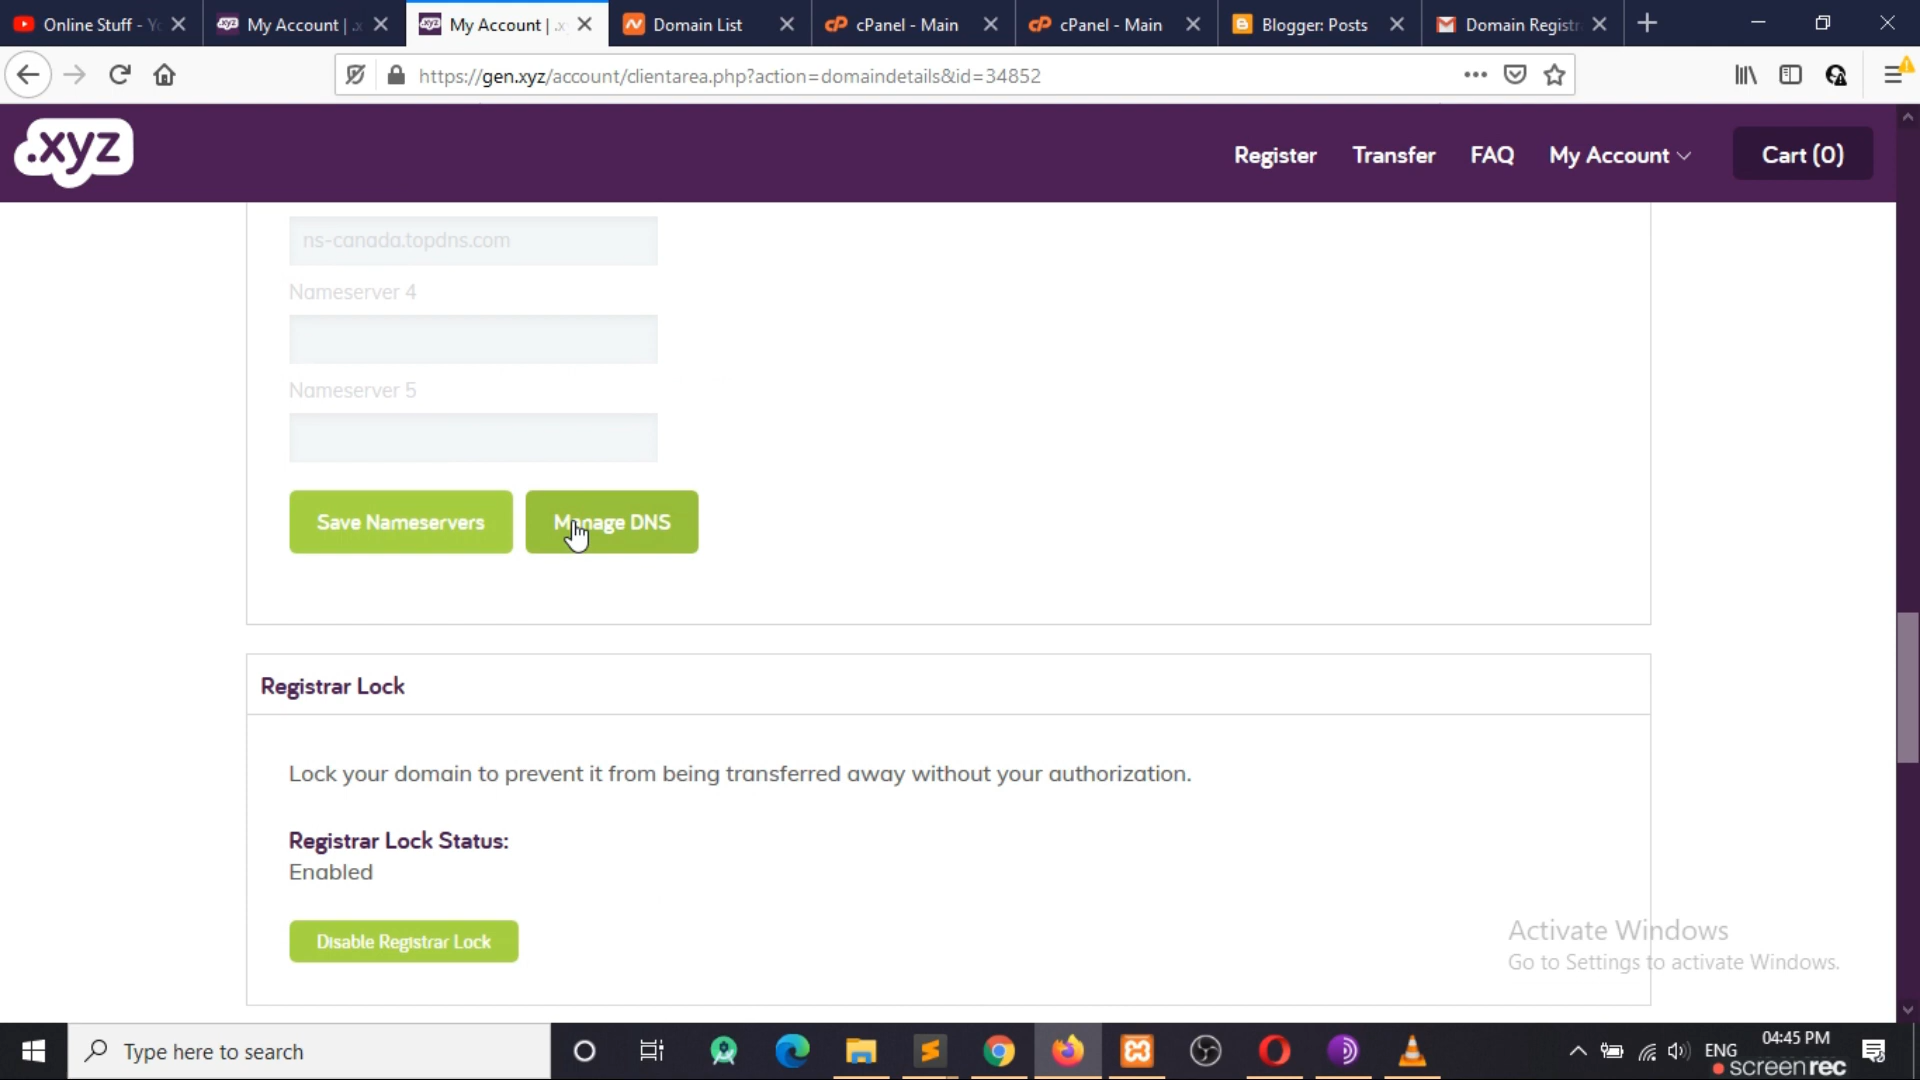 Online Stuff - Yo
My Account | .x
My Account | .x
Domain List
cPanel - Main
cPanel - Main
Blogger: Posts
Domain Registr
https://gen.xyz/account/clientarea.php?action=domaindetails&id=34852
.xyz
Register
Transfer
FAQ
My Account
Cart (0)
ns-canada.topdns.com
Nameserver 4
Nameserver 5
Save Nameservers
Manage DNS
Registrar Lock
Lock your domain to prevent it from being transferred away without your authorization.
Registrar Lock Status:
Enabled
Disable Registrar Lock
Activate Windows
Go to Settings to activate Windows.
Type here to search
ENG
04:45 PM
screenrec